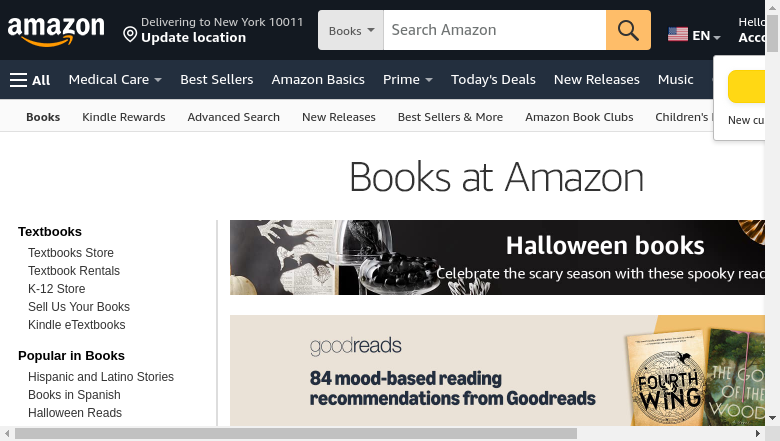 amazon
Delivering to New York 10011
Update location
Books
Search Amazon
EN
Hello
All
Medical Care
Best Sellers
Amazon Basics
Prime
Today's Deals
New Releases
Music
Books
Kindle Rewards
Advanced Search
New Releases
Best Sellers & More
Amazon Book Clubs
Children's
New
Books at Amazon
Textbooks
Textbooks Store
Textbook Rentals
K-12 Store
Sell Us Your Books
Kindle eTextbooks
Popular in Books
Hispanic and Latino Stories
Books in Spanish
Halloween Reads
Halloween books
Celebrate the scary season with these spooky
goodreads
84 mood-based reading
recommendations from Goodreads
FOURTH
WING
THE GOD
OF THE
WOODS